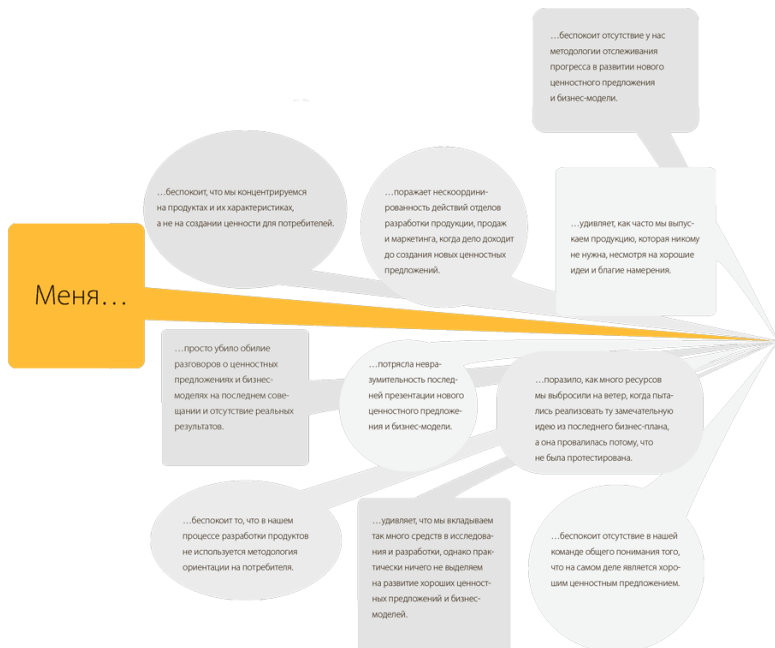 …беспокоит отсутствие у нас
методологии отслеживания
прогресса в развитии нового
ценностного предложения
и бизнес-модели.
…беспокоит, что мы концентрируемся
на продуктах и их характеристиках,
а не на создании ценности для потребителей.
…поражает нескоордини-
рованность действий отделов
разработки продукции, продаж
и маркетинга, когда дело доходит
до создания новых ценностных
предложений.
…удивляет, как часто мы выпус-
каем продукцию, которая никому
не нужна, несмотря на хорошие
идеи и благие намерения.
Меня…
…просто убило обилие
разговоров о ценностных
предложениях и бизнес-
моделях на последнем сове-
щании и отсутствие реальных
результатов.
…потрясла невра-
зумительность послед-
ней презентации нового
ценностного предложе-
ния и бизнес-модели.
…поразило, как много ресурсов
мы выбросили на ветер, когда пыта-
лись реализовать ту замечательную
идею из последнего бизнес-плана,
а она провалилась потому, что
не была протестирована.
…беспокоит то, что в нашем
процессе разработки продуктов
не используется методология
ориентации на потребителя.
…удивляет, что мы вкладываем
так много средств в исследова-
ния и разработки, однако прак-
тически ничего не выделяем
на развитие хороших ценност-
ных предложений и бизнес-
моделей.
…беспокоит отсутствие в нашей
команде общего понимания того,
что на самом деле является хоро-
шим ценностным предложением.